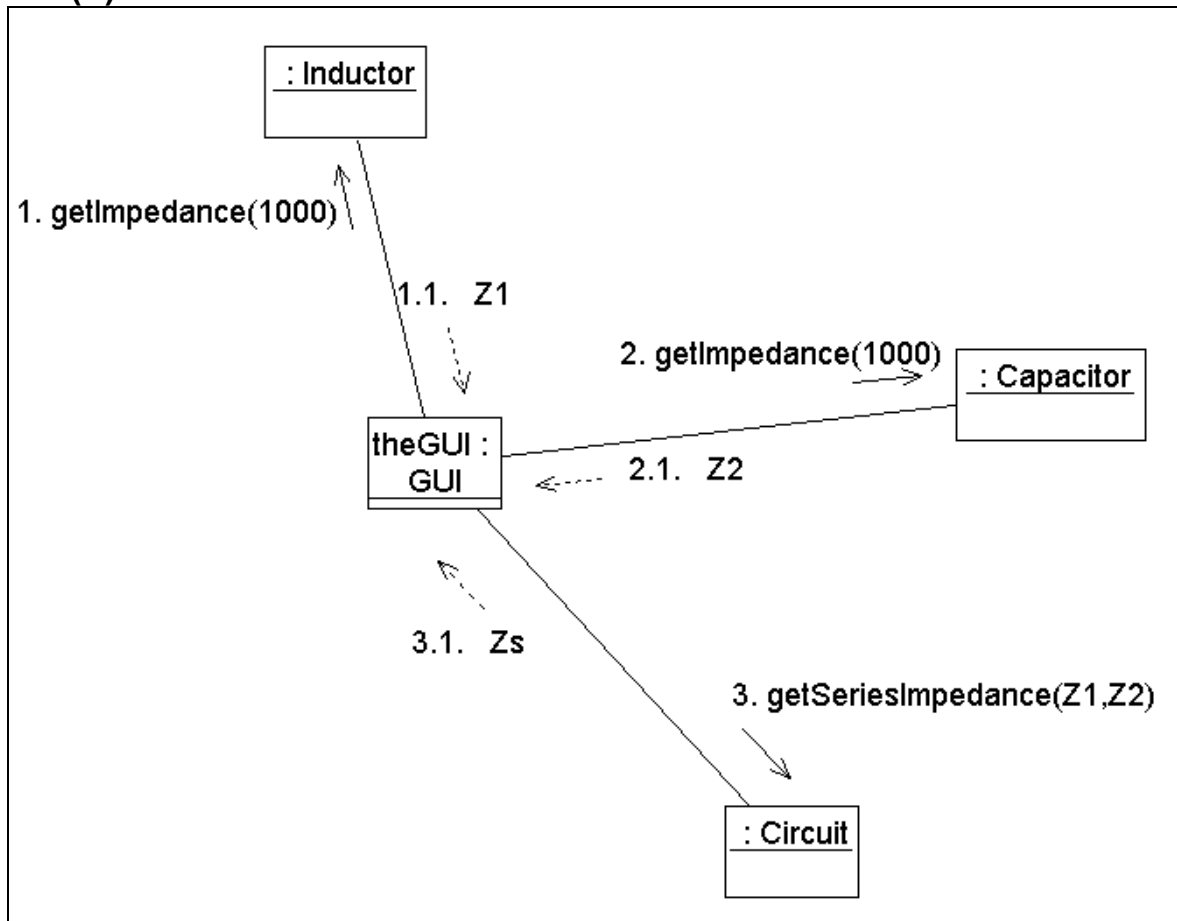 : Inductor
1. getImpedance(1000)
1.1. Z1
2. getImpedance(1000)
: Capacitor
theGUI :
GUI
2.1. Z2
3.1. Zs
3. getSeriesImpedance(Z1,Z2)
: Circuit